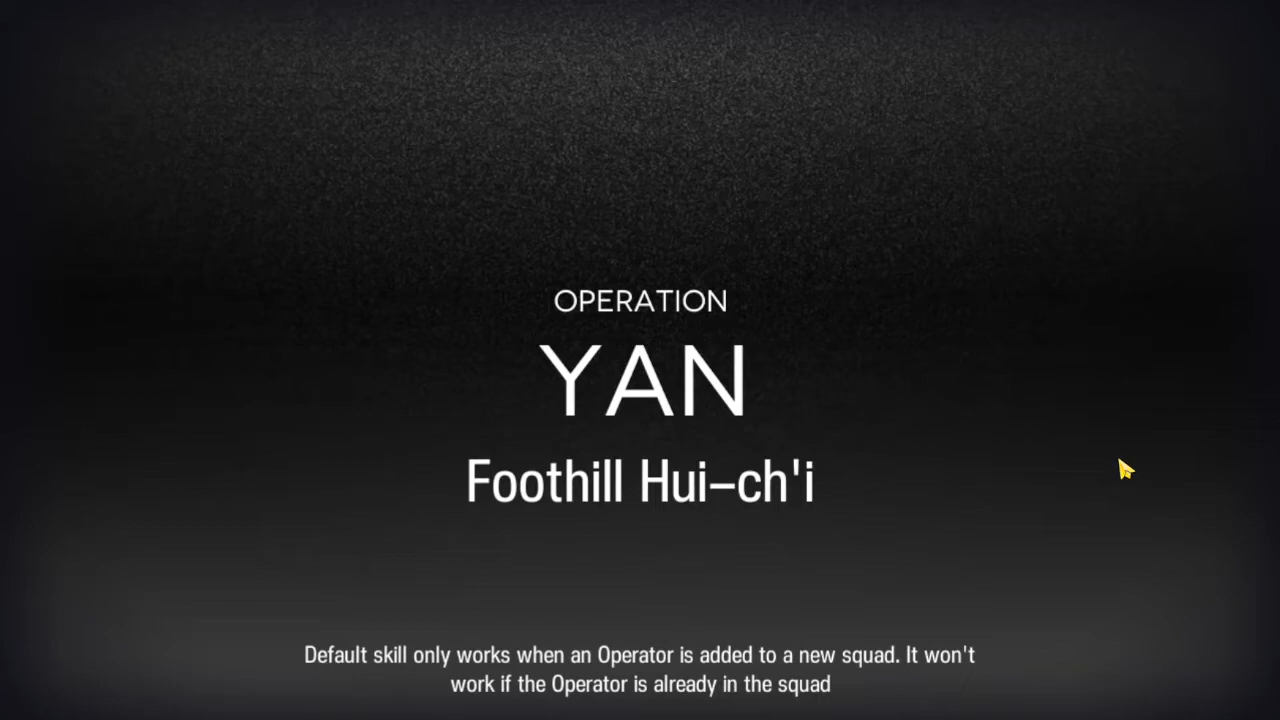 OPERATION
YAN
Foothill Hui–ch'i
Default skill only works when an Operator is added to a new squad. It won't
work if the Operator is already in the squad